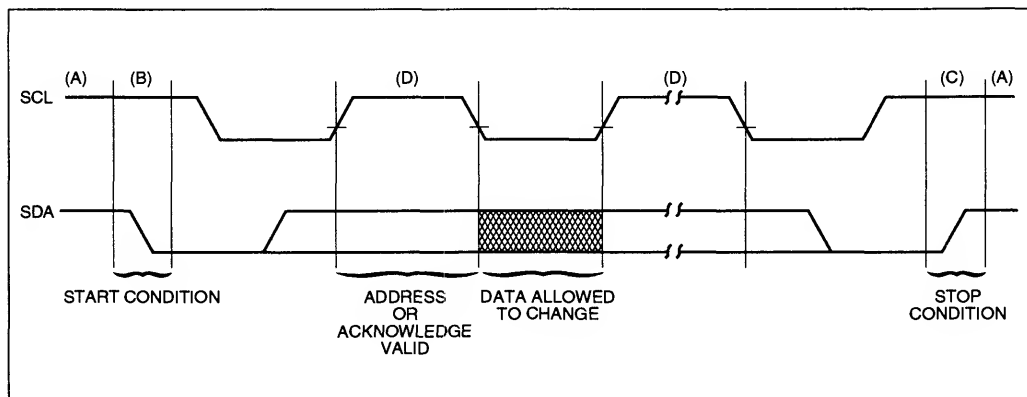 (A) (B) (D) (D) (C) (A)
SCL
SDA
START CONDITION
ADDRESS
OR
ACKNOWLEDGE
VALID
DATA ALLOWED
TO CHANGE
STOP
CONDITION